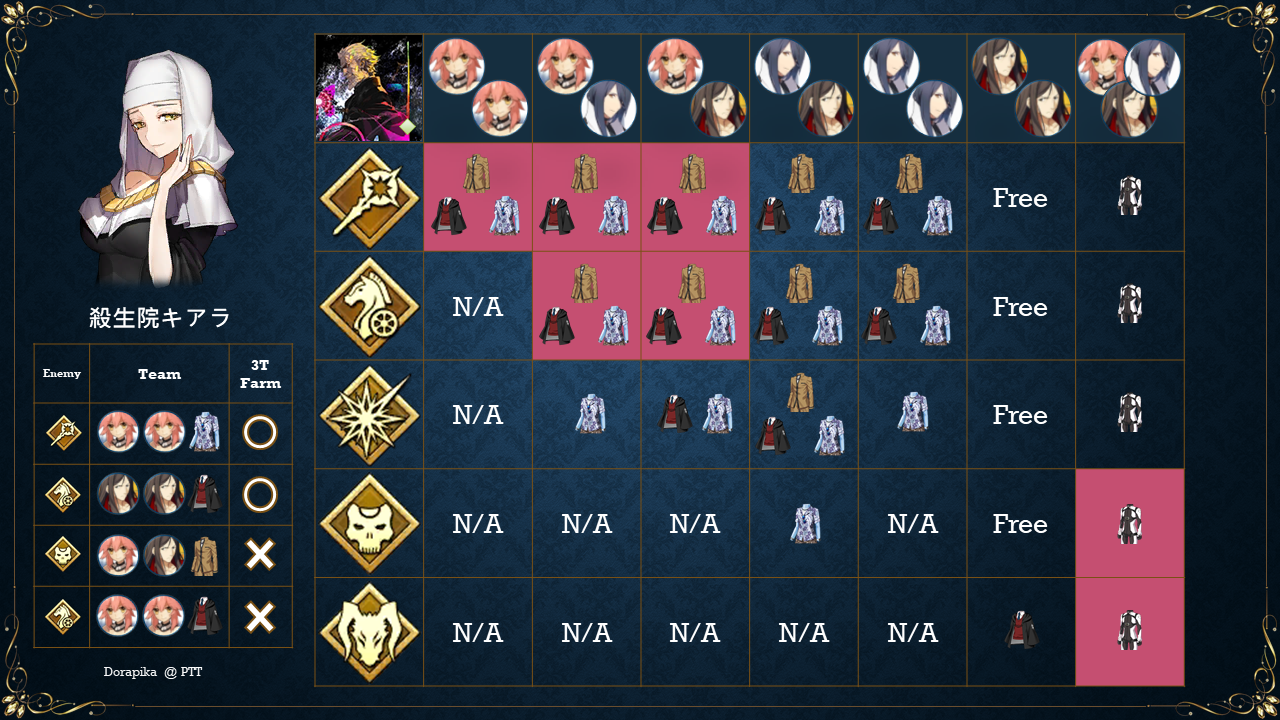 殺生院キアラ
Enemy Team 3T Farm
Dorapika @ PTT
Free
N/A Free
N/A Free
N/A N/A N/A N/A Free
N/A N/A N/A N/A N/A